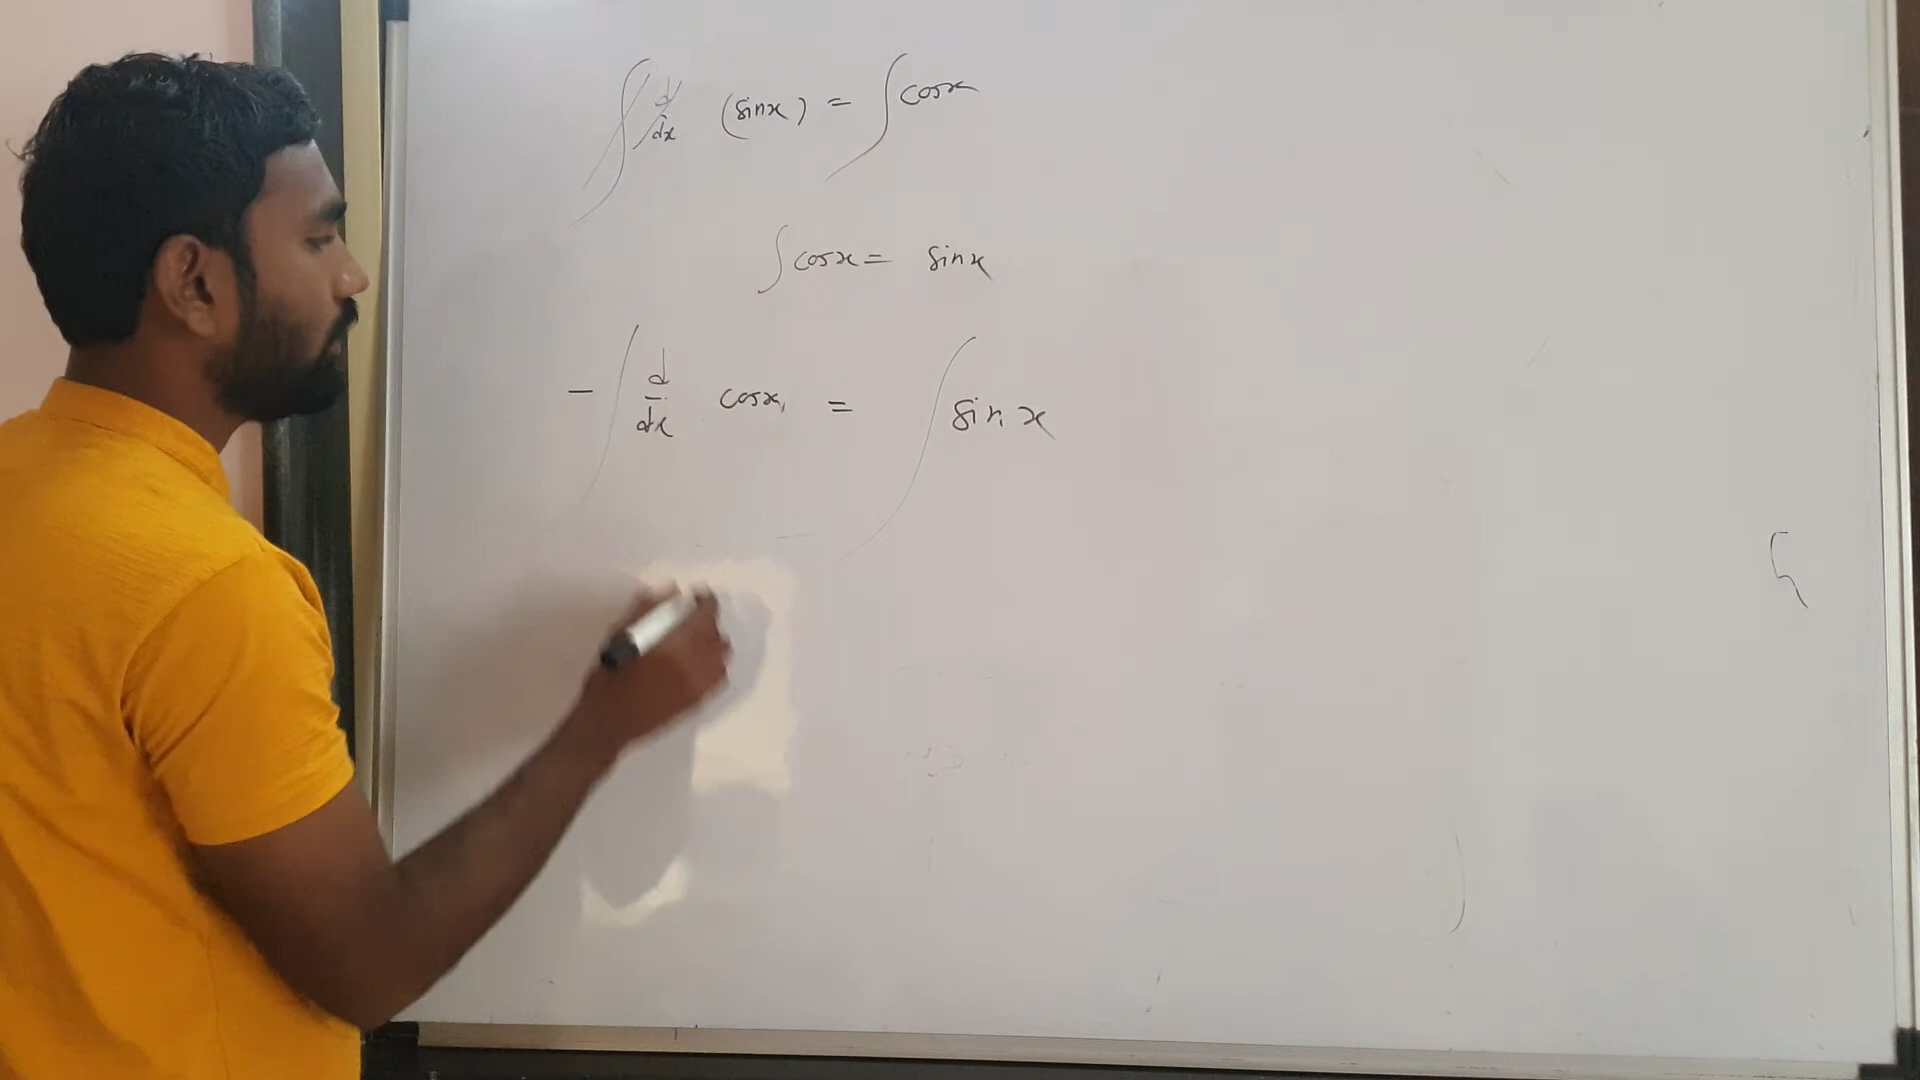 ∫ d/dx (sinx) = ∫ cosx
∫ cosx = sinx
- ∫ d/dx cosx = ∫ sin x